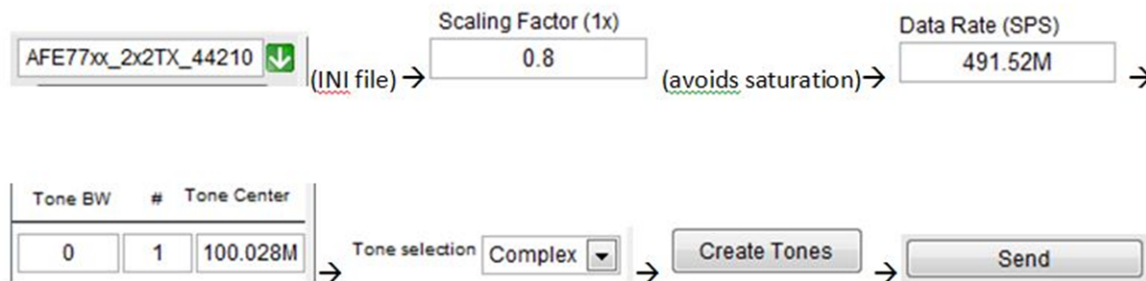 Scaling Factor (1x)
Data Rate (SPS)
AFE77xx_2x2TX_44210 (INI file) → 0.8 (avoids saturation)→ 491.52M →
Tone BW # Tone Center
0 1 100.028M → Tone selection Complex → Create Tones → Send